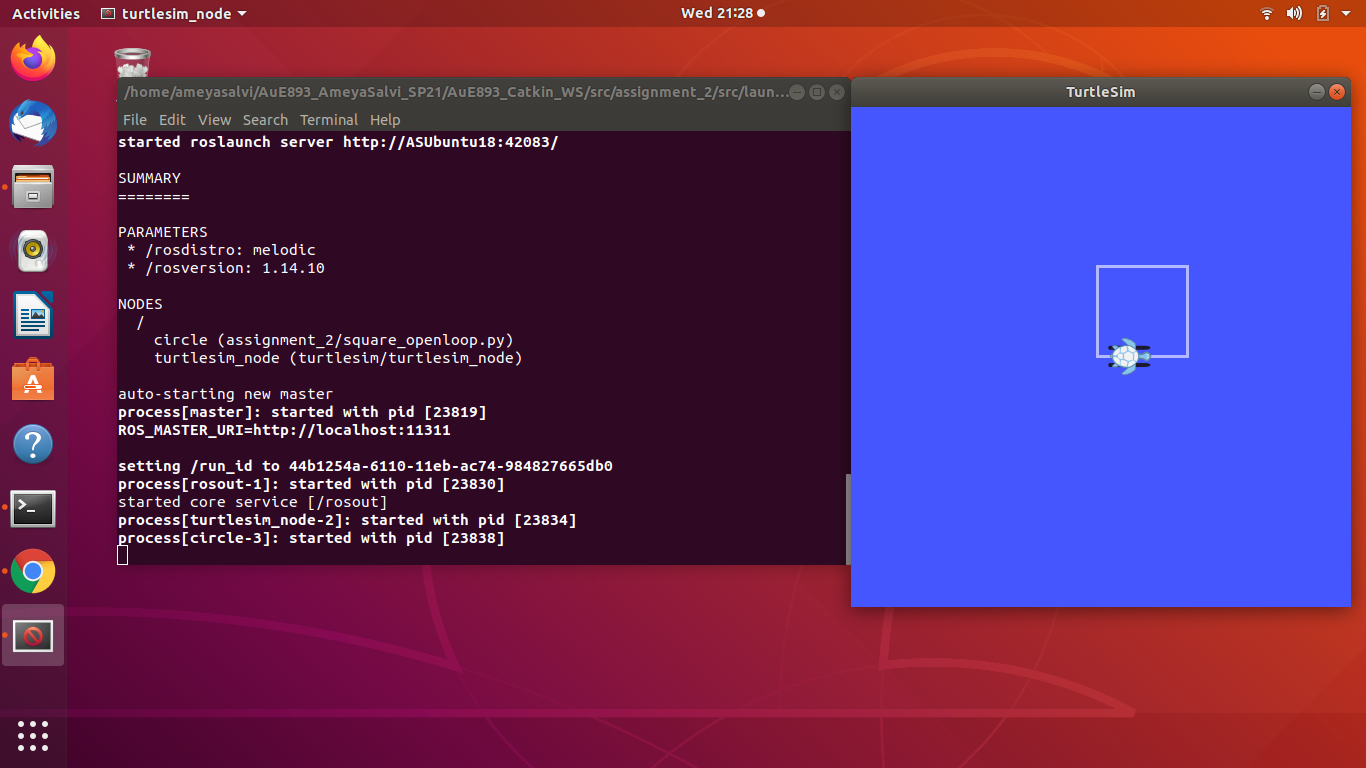 Activities
turtlesim_node
Wed 21:28
/home/ameyasalvi/AuE893_AmeyaSalvi_SP21/AuE893_Catkin_WS/src/assignment_2/src/laun...
File Edit View Search Terminal Help
started roslaunch server http://ASUbuntu18:42083/
SUMMARY
========
PARAMETERS
* /rosdistro: melodic
* /rosversion: 1.14.10
NODES
/
circle (assignment_2/square_openloop.py)
turtlesim_node (turtlesim/turtlesim_node)
auto-starting new master
process[master]: started with pid [23819]
ROS_MASTER_URI=http://localhost:11311
setting /run_id to 44b1254a-6110-11eb-ac74-984827665db0
process[rosout-1]: started with pid [23830]
started core service [/rosout]
process[turtlesim_node-2]: started with pid [23834]
process[circle-3]: started with pid [23838]
TurtleSim